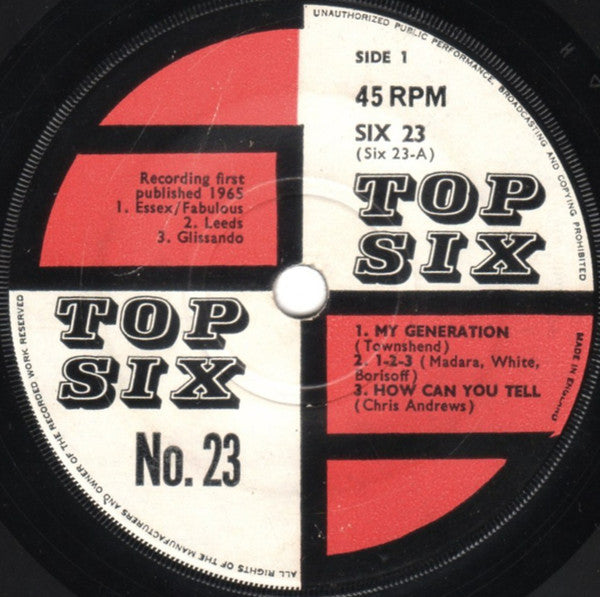 UNAUTHORIZED PUBLIC PERFORMANCE, BROADCASTING AND COPYING PROHIBITED
SIDE 1
45 RPM
SIX 23
(Six 23-A)
TOP
SIX
Recording first
published 1965
1. Essex/Fabulous
2. Leeds
3. Glissando
TOP
SIX
No. 23
1. MY GENERATION
(Townshend)
2. 1-2-3 (Madara, White,
Borisoff)
3. HOW CAN YOU TELL
(Chris Andrews)
MADE IN ENGLAND
ALL RIGHTS OF THE MANUFACTURERS AND OWNER OF THE RECORDED WORK RESERVED